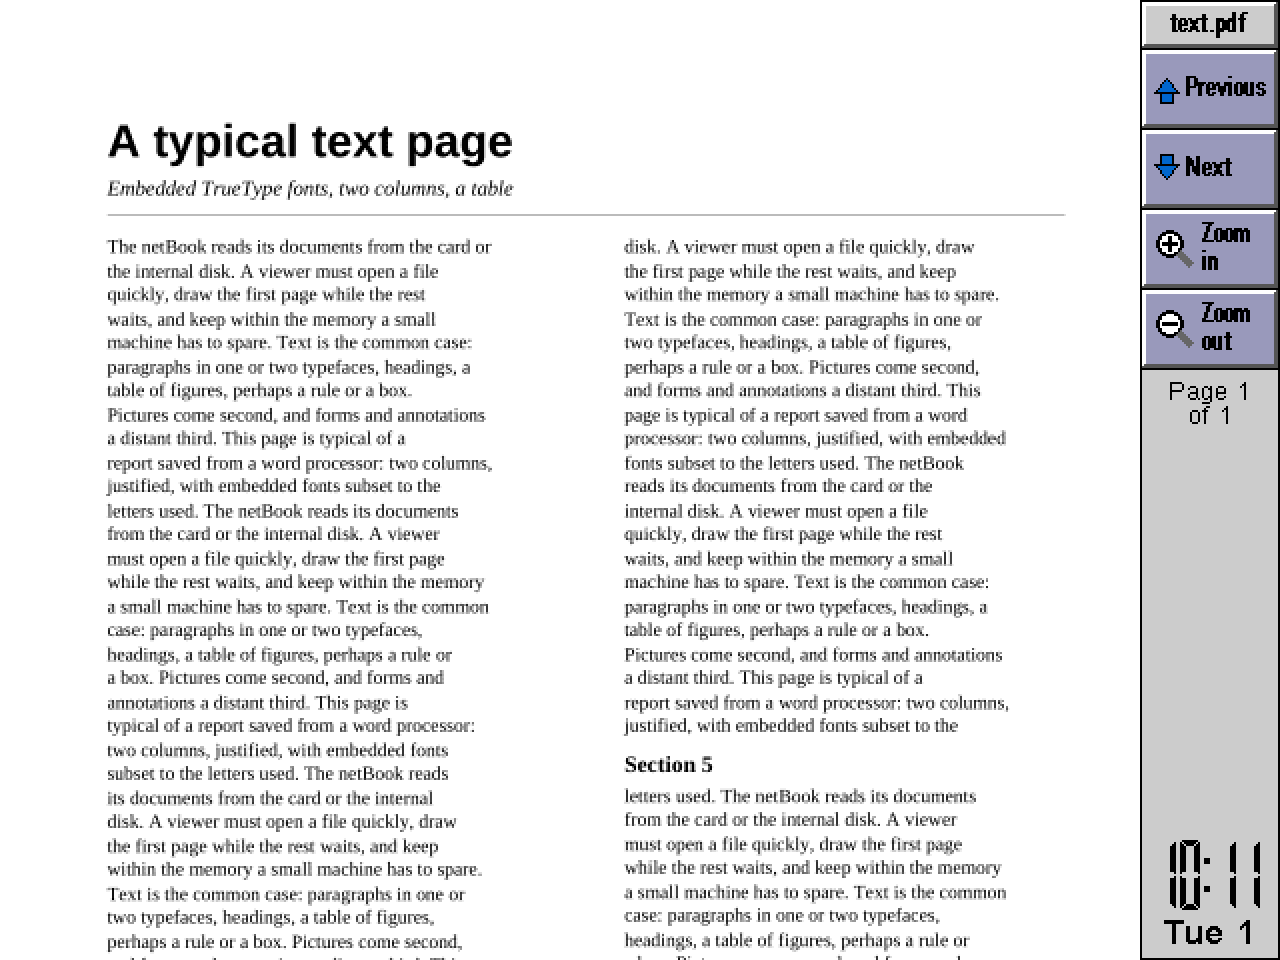 A typical text page
Embedded TrueType fonts, two columns, a table
The netBook reads its documents from the card or
the internal disk. A viewer must open a file
quickly, draw the first page while the rest
waits, and keep within the memory a small
machine has to spare. Text is the common case:
paragraphs in one or two typefaces, headings, a
table of figures, perhaps a rule or a box.
Pictures come second, and forms and annotations
a distant third. This page is typical of a
report saved from a word processor: two columns,
justified, with embedded fonts subset to the
letters used. The netBook reads its documents
from the card or the internal disk. A viewer
must open a file quickly, draw the first page
while the rest waits, and keep within the memory
a small machine has to spare. Text is the common
case: paragraphs in one or two typefaces,
headings, a table of figures, perhaps a rule or
a box. Pictures come second, and forms and
annotations a distant third. This page is
typical of a report saved from a word processor:
two columns, justified, with embedded fonts
subset to the letters used. The netBook reads
its documents from the card or the internal
disk. A viewer must open a file quickly, draw
the first page while the rest waits, and keep
within the memory a small machine has to spare.
Text is the common case: paragraphs in one or
two typefaces, headings, a table of figures,
perhaps a rule or a box. Pictures come second,
disk. A viewer must open a file quickly, draw
the first page while the rest waits, and keep
within the memory a small machine has to spare.
Text is the common case: paragraphs in one or
two typefaces, headings, a table of figures,
perhaps a rule or a box. Pictures come second,
and forms and annotations a distant third. This
page is typical of a report saved from a word
processor: two columns, justified, with embedded
fonts subset to the letters used. The netBook
reads its documents from the card or the
internal disk. A viewer must open a file
quickly, draw the first page while the rest
waits, and keep within the memory a small
machine has to spare. Text is the common case:
paragraphs in one or two typefaces, headings, a
table of figures, perhaps a rule or a box.
Pictures come second, and forms and annotations
a distant third. This page is typical of a
report saved from a word processor: two columns,
justified, with embedded fonts subset to the
Section 5
letters used. The netBook reads its documents
from the card or the internal disk. A viewer
must open a file quickly, draw the first page
while the rest waits, and keep within the memory
a small machine has to spare. Text is the common
case: paragraphs in one or two typefaces,
headings, a table of figures, perhaps a rule or
text.pdf
Previous
Next
Zoom
in
Zoom
out
Page 1
of 1
10:11
Tue 1